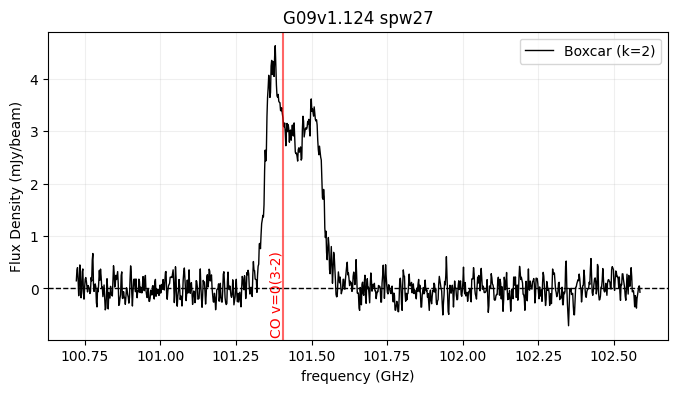 G09v1.124 spw27
Boxcar (k=2)
Flux Density (mJy/beam)
4
3
2
1
0
CO v=0(3-2)
100.75 101.00 101.25 101.50 101.75 102.00 102.25 102.50
frequency (GHz)